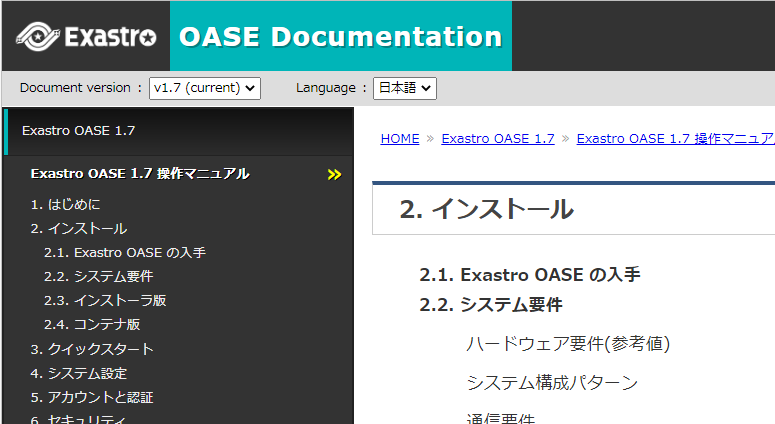 Exastro OASE Documentation
Document version : v1.7 (current) Language : 日本語
Exastro OASE 1.7
Exastro OASE 1.7 操作マニュアル »
1. はじめに
2. インストール
2.1. Exastro OASE の入手
2.2. システム要件
2.3. インストーラ版
2.4. コンテナ版
3. クイックスタート
4. システム設定
5. アカウントと認証
6. セキュリティ
HOME » Exastro OASE 1.7 » Exastro OASE 1.7 操作マニュア
2. インストール
2.1. Exastro OASE の入手
2.2. システム要件
ハードウェア要件(参考値)
システム構成パターン
通信要件